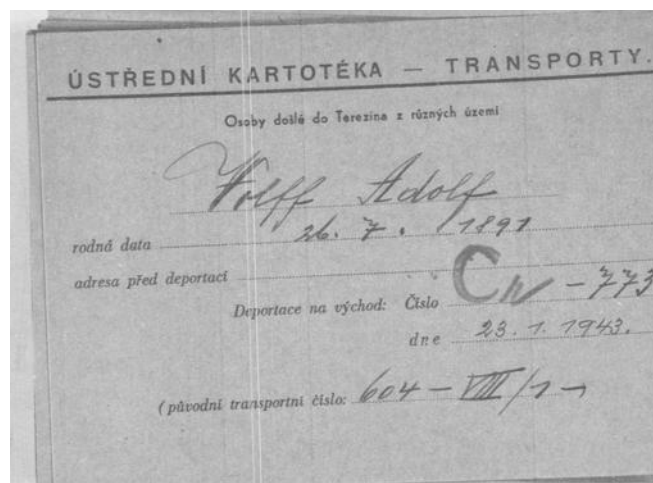 ÚSTŘEDNÍ KARTOTÉKA — TRANSPORTY.
Osoby došlé do Terezína z různých území
Wolff Adolf
rodná data 26. 7. 1891
adresa před deportací
Deportace na východ: Číslo Cr - 773
dne 23. 1. 1943.
(původní transportní číslo: 604 - VIII/1 -